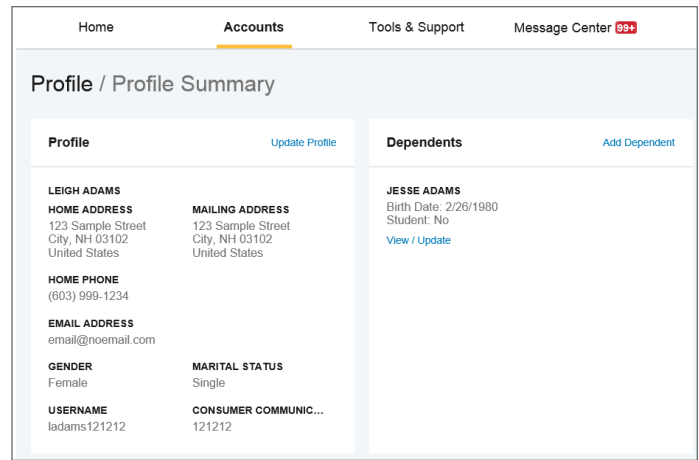 Home Accounts Tools & Support Message Center 99+
Profile / Profile Summary
Profile Update Profile
LEIGH ADAMS
HOME ADDRESS
123 Sample Street
City, NH 03102
United States
MAILING ADDRESS
123 Sample Street
City, NH 03102
United States
HOME PHONE
(603) 999-1234
EMAIL ADDRESS
email@noemail.com
GENDER
Female
MARITAL STATUS
Single
USERNAME
ladams121212
CONSUMER COMMUNIC...
121212
Dependents Add Dependent
JESSE ADAMS
Birth Date: 2/26/1980
Student: No
View / Update